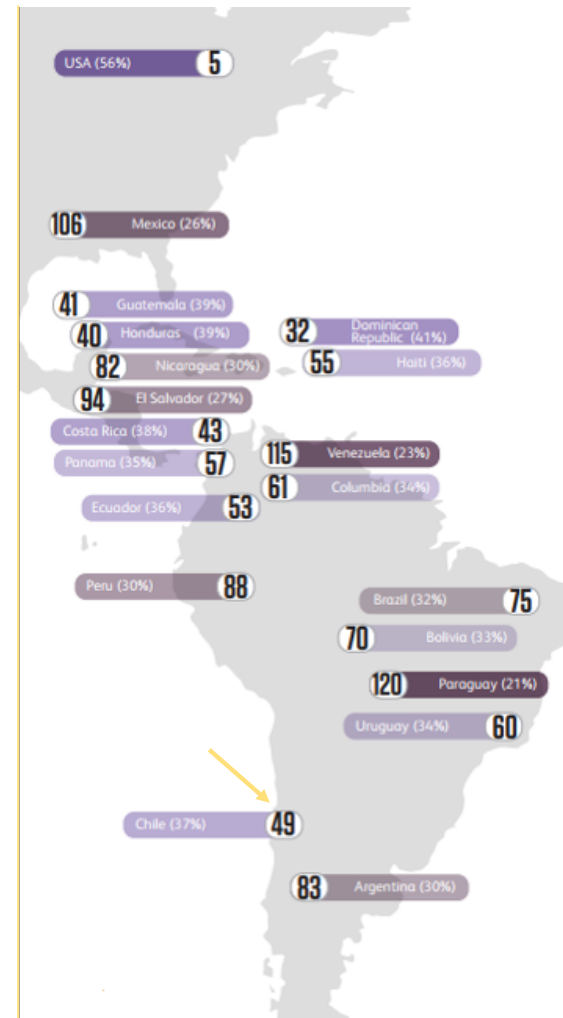 USA (56%) 5
106 Mexico (26%)
41 Guatemala (39%)
40 Honduras (39%)
32 Dominican
Republic (41%)
82 Nicaragua (30%)
55 Haiti (36%)
94 El Salvador (27%)
Costa Rica (38%) 43
115 Venezuela (23%)
Panama (35%) 57
61 Columbia (34%)
Ecuador (36%) 53
Peru (30%) 88
Brazil (32%) 75
70 Bolivia (33%)
120 Paraguay (21%)
Uruguay (34%) 60
Chile (37%) 49
83 Argentina (30%)